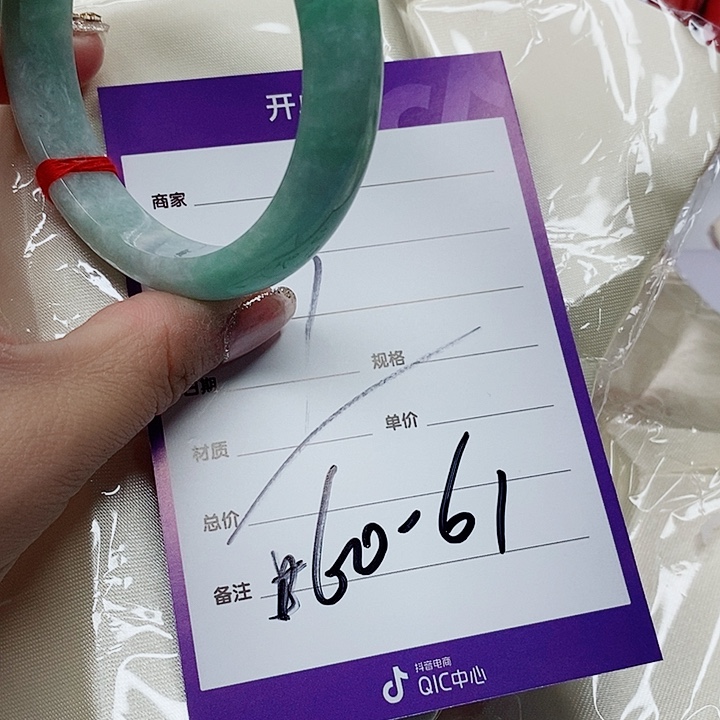 开
商家
日期
规格
材质
单价
总价
备注 60-61
抖音电商
QIC中心